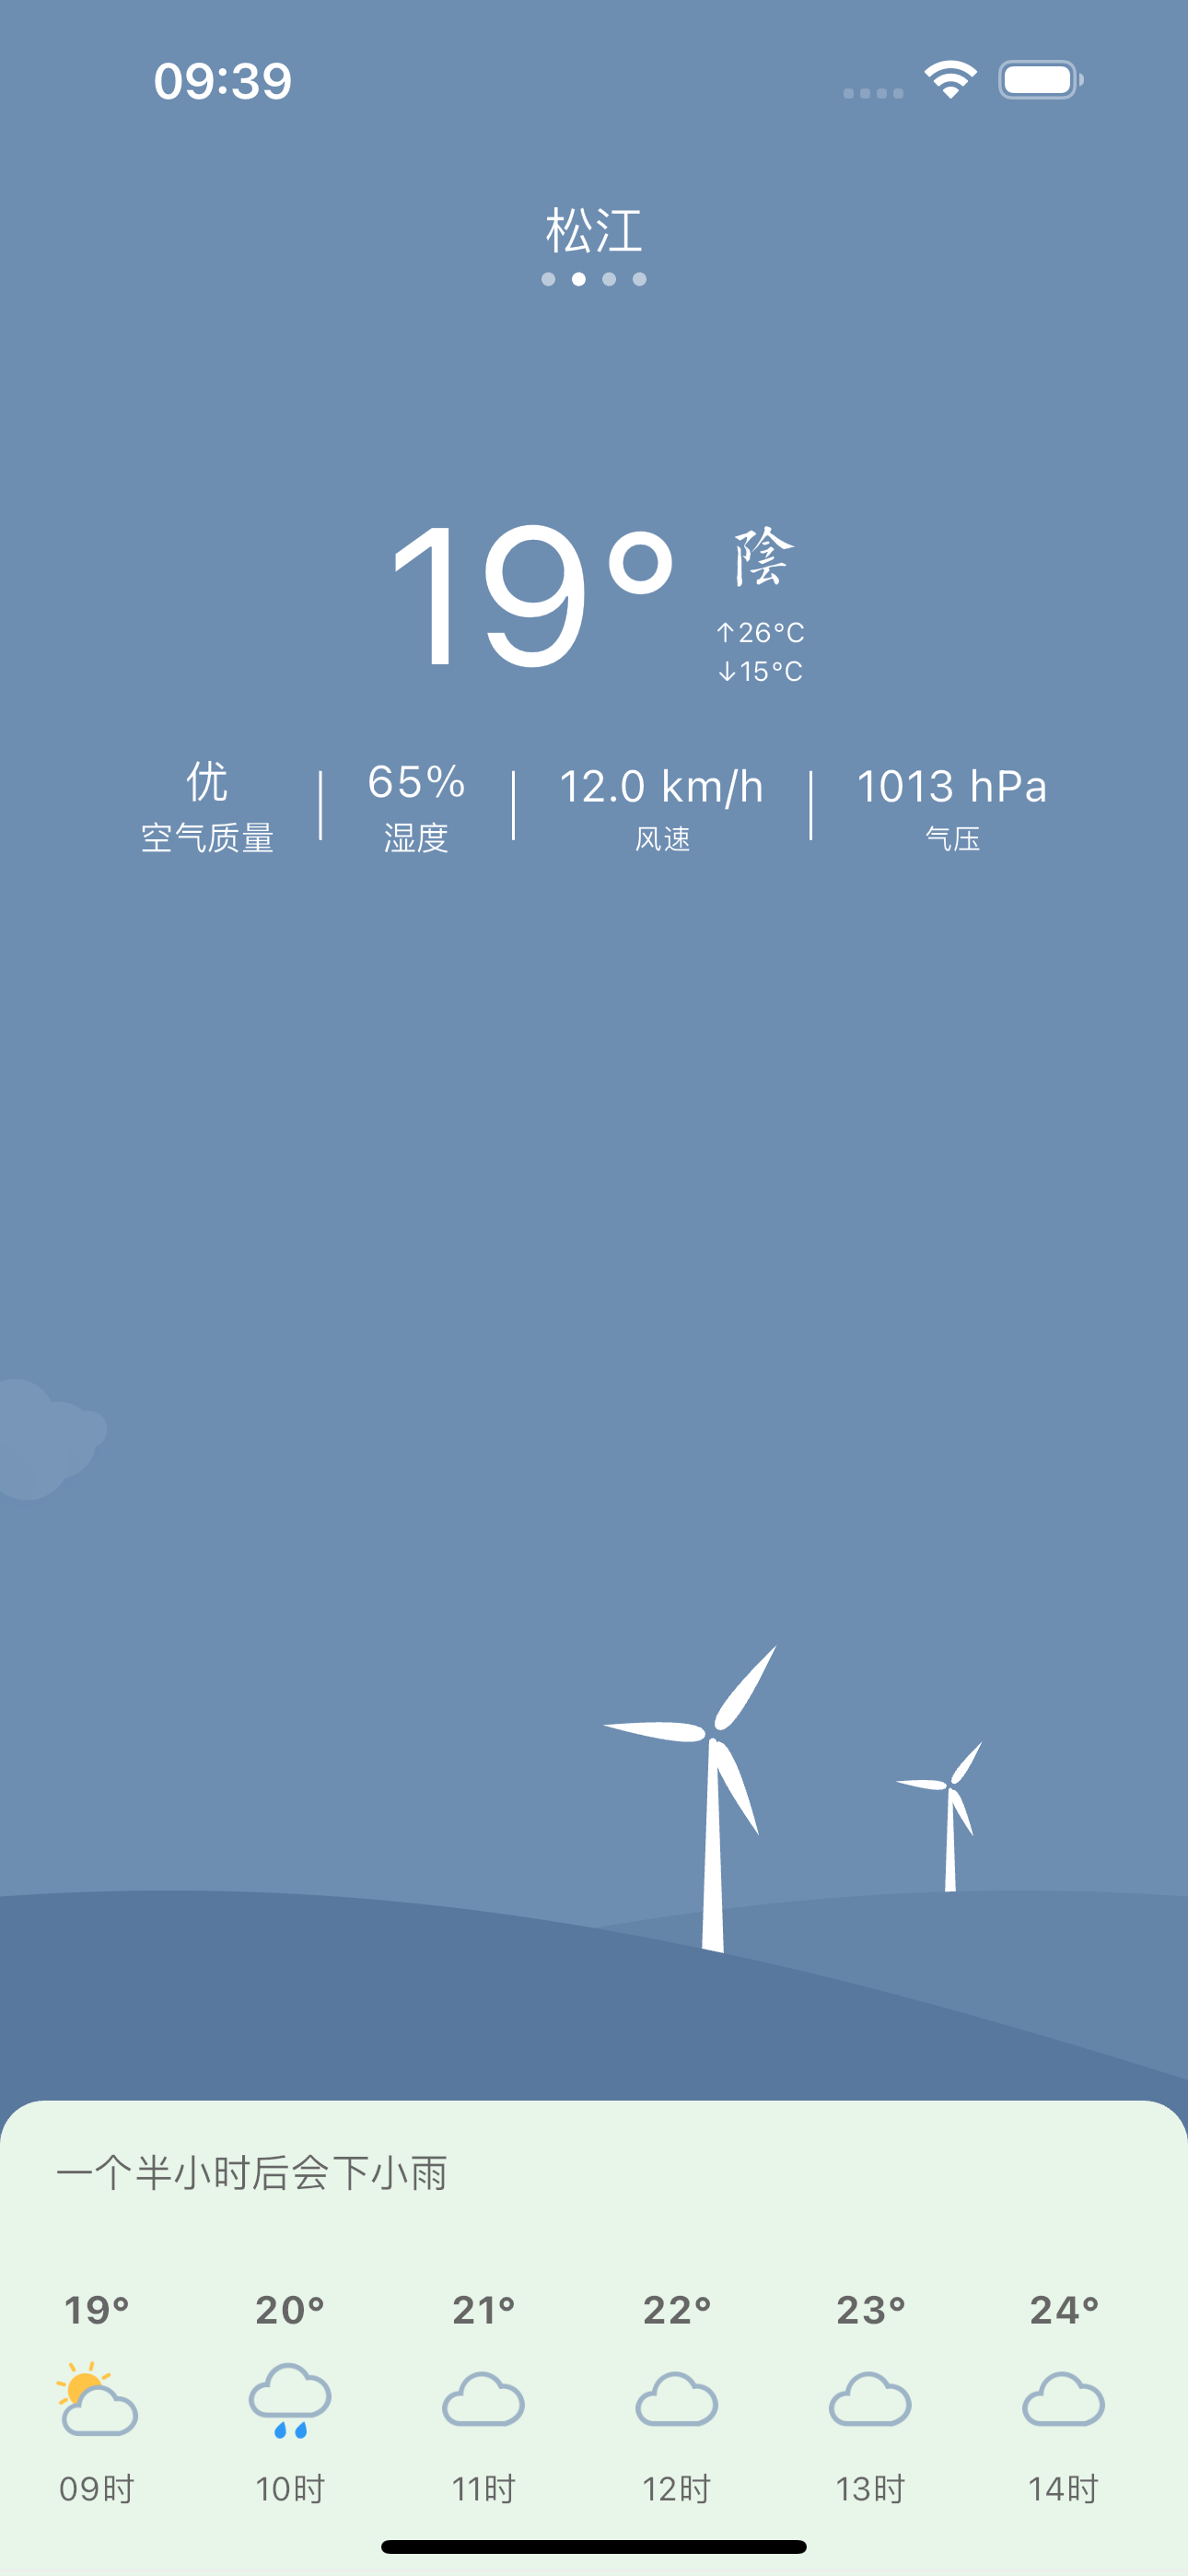 09:39
松江
19°
陰
↑26°C
↓15°C
优 65% 12.0 km/h 1013 hPa
空气质量 湿度 风速 气压
一个半小时后会下小雨
19° 20° 21° 22° 23° 24°
09时 10时 11时 12时 13时 14时